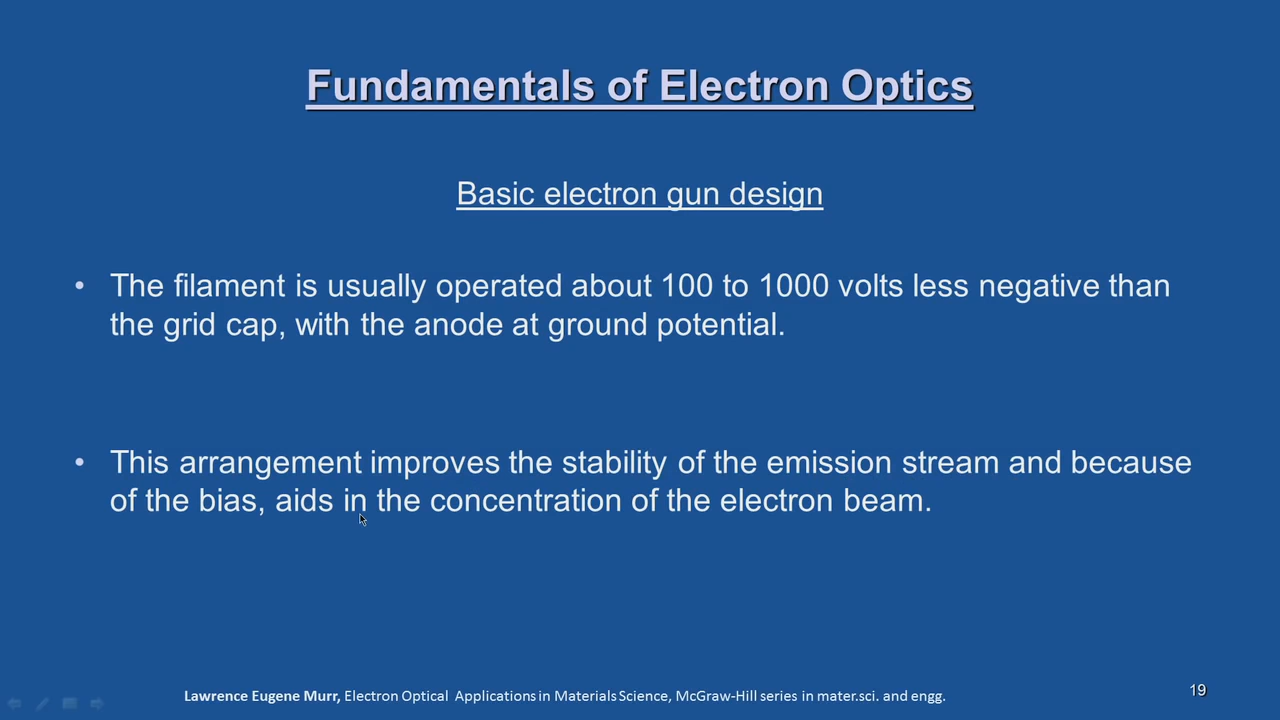 Fundamentals of Electron Optics
Basic electron gun design
• The filament is usually operated about 100 to 1000 volts less negative than
the grid cap, with the anode at ground potential.
• This arrangement improves the stability of the emission stream and because
of the bias, aids in the concentration of the electron beam.
Lawrence Eugene Murr, Electron Optical Applications in Materials Science, McGraw-Hill series in mater.sci. and engg.
19